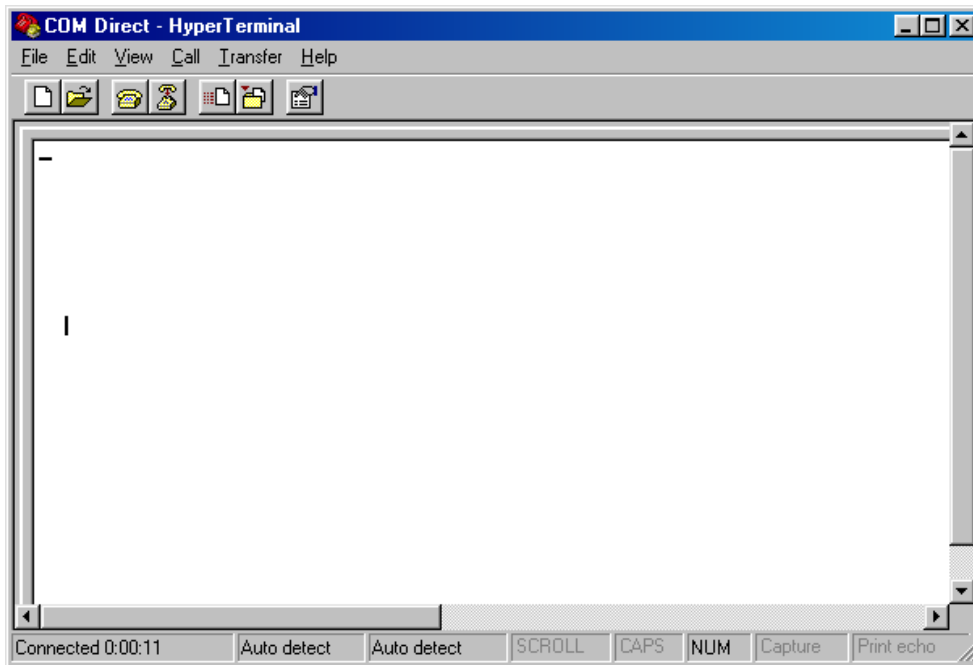 COM Direct - HyperTerminal
File Edit View Call Transfer Help
Connected 0:00:11 Auto detect Auto detect SCROLL CAPS NUM Capture Print echo